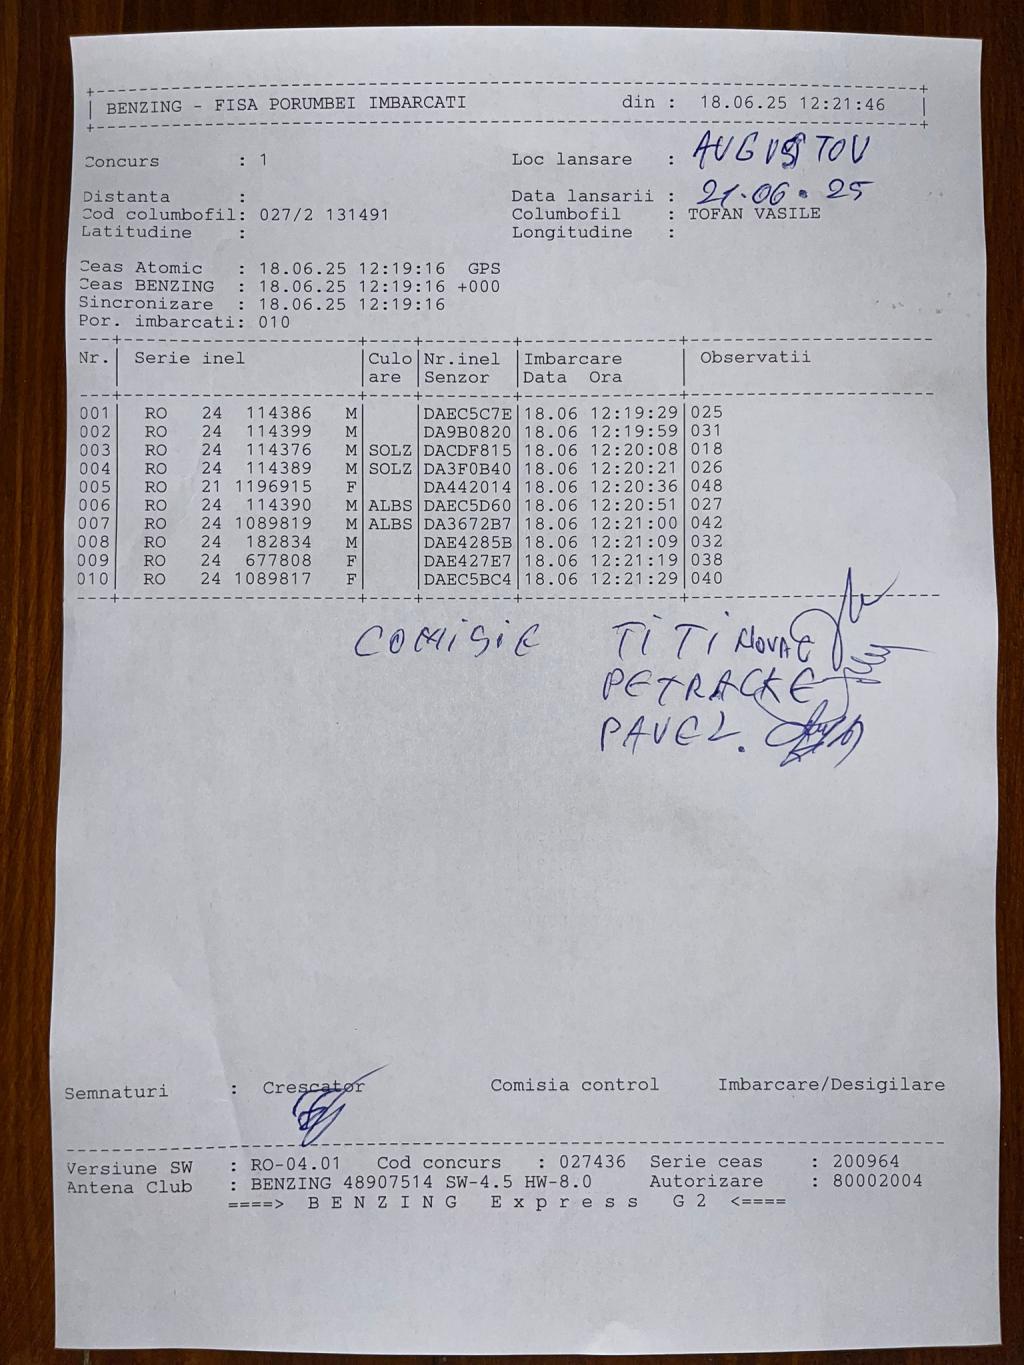 BENZING - FISA PORUMBEI IMBARCATI din : 18.06.25 12:21:46
Concurs : 1 Loc lansare : AUGUSTOV
Distanta : Data lansarii : 21.06.25
Cod columbofil: 027/2 131491 Columbofil : TOFAN VASILE
Latitudine : Longitudine :
Ceas Atomic : 18.06.25 12:19:16 GPS
Ceas BENZING : 18.06.25 12:19:16 +000
Sincronizare : 18.06.25 12:19:16
Por. imbarcati: 010
Nr. Serie inel Culo Nr.inel Imbarcare Observatii
are Senzor Data Ora
001 RO 24 114386 M DAEC5C7E 18.06 12:19:29 025
002 RO 24 114399 M DA9B0820 18.06 12:19:59 031
003 RO 24 114376 M SOLZ DACDF815 18.06 12:20:08 018
004 RO 24 114389 M SOLZ DA3F0B40 18.06 12:20:21 026
005 RO 21 1196915 F DA442014 18.06 12:20:36 048
006 RO 24 114390 M ALBS DAEC5D60 18.06 12:20:51 027
007 RO 24 1089819 M ALBS DA3672B7 18.06 12:21:00 042
008 RO 24 182834 M DAE4285B 18.06 12:21:09 032
009 RO 24 677808 F DAE427E7 18.06 12:21:19 038
010 RO 24 1089817 F DAEC5BC4 18.06 12:21:29 040
COMISIE TITI NOVAC
PETRACKE
PAVEL.
Semnaturi : Crescator Comisia control Imbarcare/Desigilare
Versiune SW : RO-04.01 Cod concurs : 027436 Serie ceas : 200964
Antena Club : BENZING 48907514 SW-4.5 HW-8.0 Autorizare : 80002004
====> B E N Z I N G E x p r e s s G 2 <====